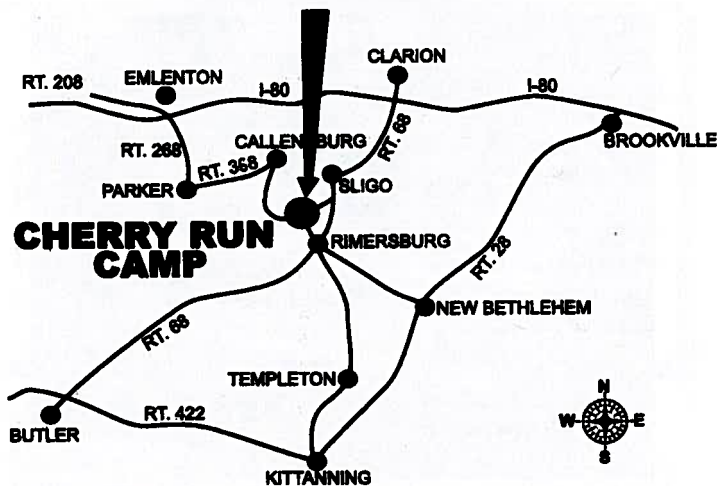 CLARION
RT. 208
EMLENTON
I-80
I-80
RT. 268
CALLENSBURG
RT. 68
BROOKVILLE
RT. 368
PARKER
SLIGO
CHERRY RUN
CAMP
RIMERSBURG
RT. 28
NEW BETHLEHEM
RT. 68
TEMPLETON
N
W
E
S
RT. 422
BUTLER
KITTANNING